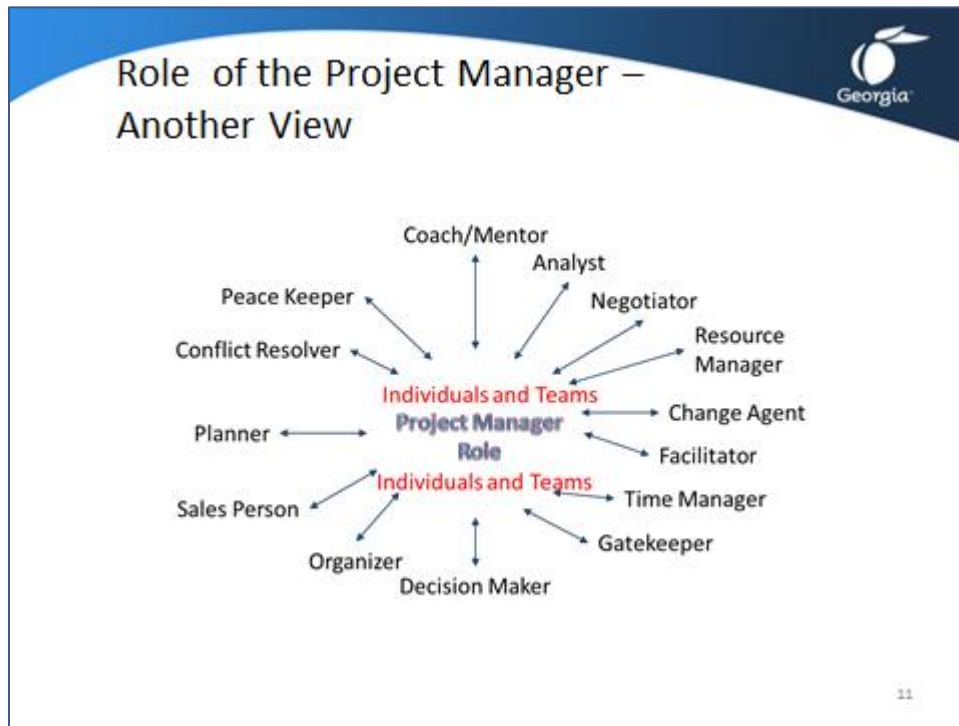 Role of the Project Manager –
Another View
Georgia
Coach/Mentor
Analyst
Negotiator
Resource
Manager
Change Agent
Facilitator
Time Manager
Gatekeeper
Decision Maker
Organizer
Sales Person
Planner
Conflict Resolver
Peace Keeper
Individuals and Teams
Project Manager
Role
Individuals and Teams
11